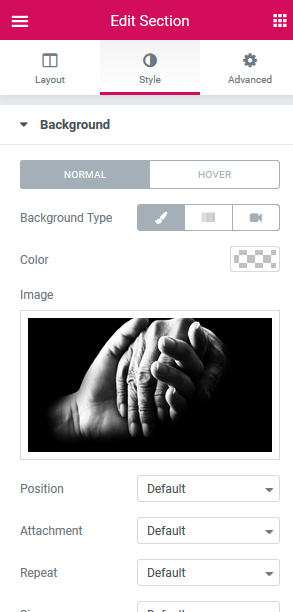 Edit Section
Layout Style Advanced
Background
NORMAL HOVER
Background Type
Color
Image
Position Default
Attachment Default
Repeat Default